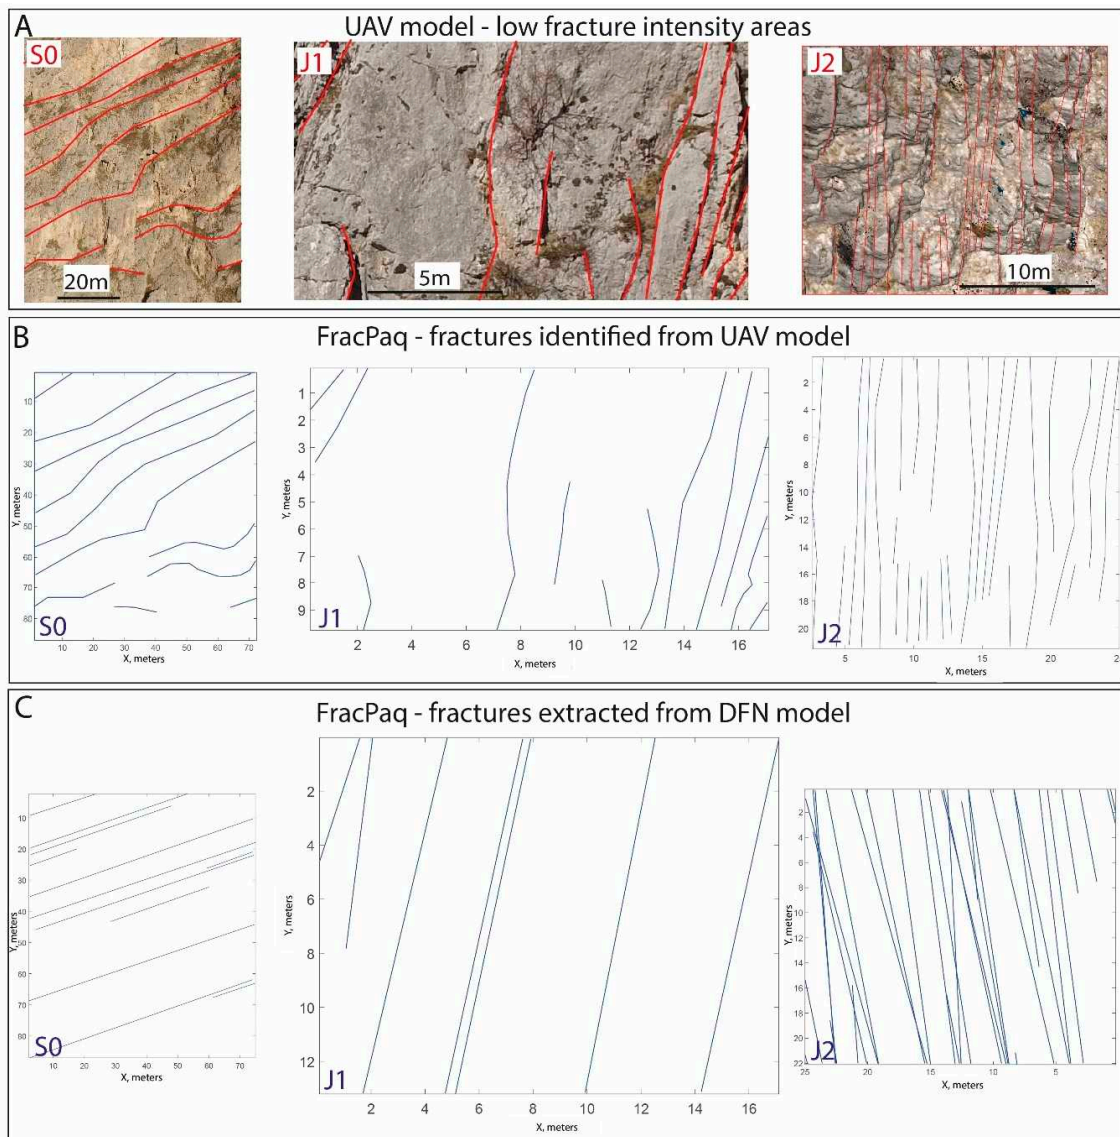 A
UAV model - low fracture intensity areas
S0
20m
J1
5m
J2
10m
B
FracPaq - fractures identified from UAV model
10
20
30
40
50
60
70
80
Y, meters
10 20 30 40 50 60 70
X, meters
S0
1
2
3
4
5
6
7
8
9
Y, meters
2 4 6 8 10 12 14 16
X, meters
J1
2
4
6
8
10
12
14
16
18
20
Y, meters
5 10 15 20 25
X, meters
J2
C
FracPaq - fractures extracted from DFN model
10
20
30
40
50
60
70
80
Y, meters
10 20 30 40 50 60 70
X, meters
S0
2
4
6
8
10
12
Y, meters
2 4 6 8 10 12 14 16
X, meters
J1
2
4
6
8
10
12
14
16
18
20
22
Y, meters
25 20 15 10 5
X, meters
J2